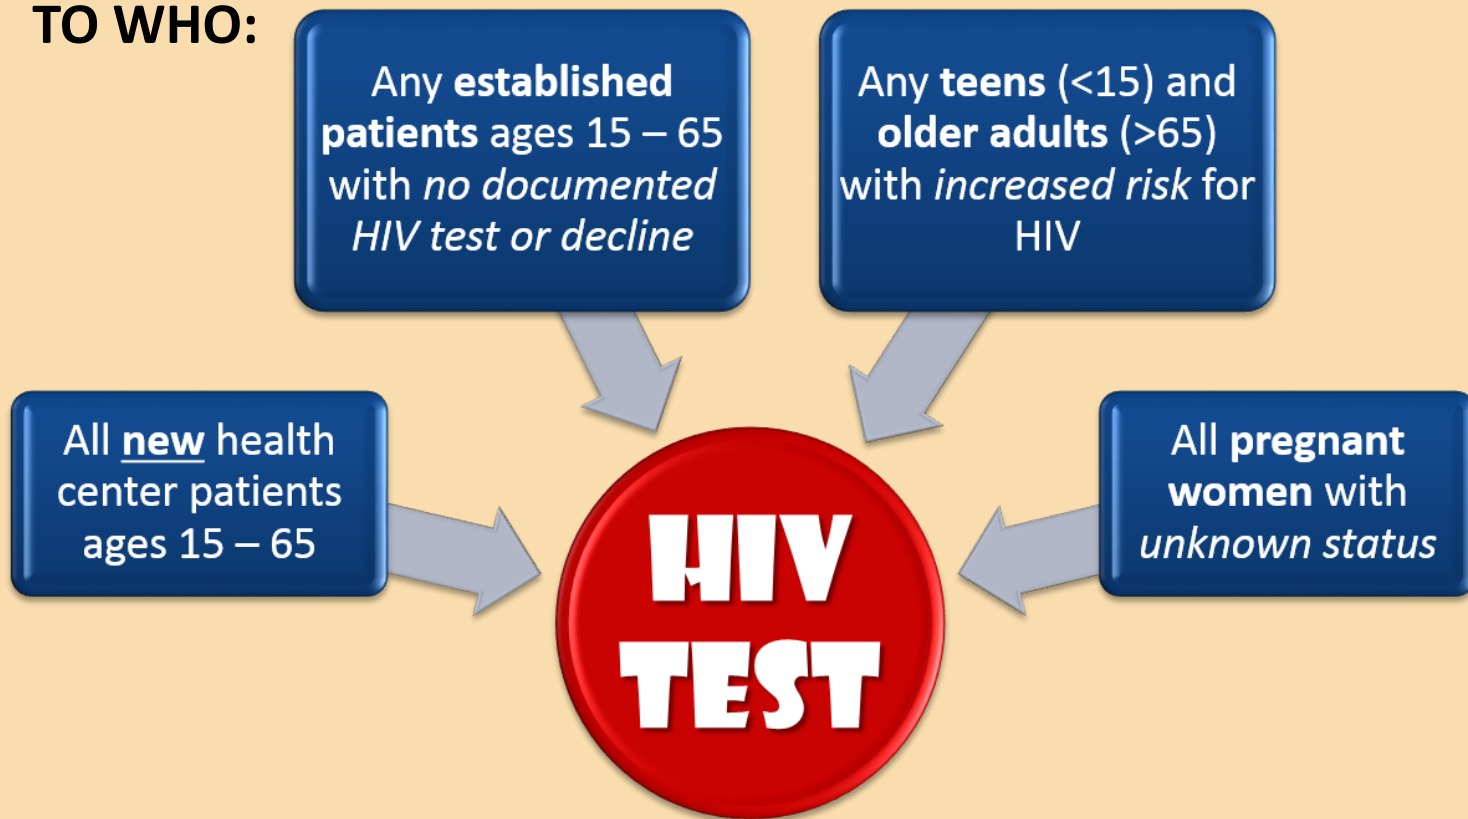 TO WHO:
Any established
patients ages 15 – 65
with no documented
HIV test or decline
Any teens (<15) and
older adults (>65)
with increased risk for
HIV
All new health
center patients
ages 15 – 65
All pregnant
women with
unknown status
HIV
TEST